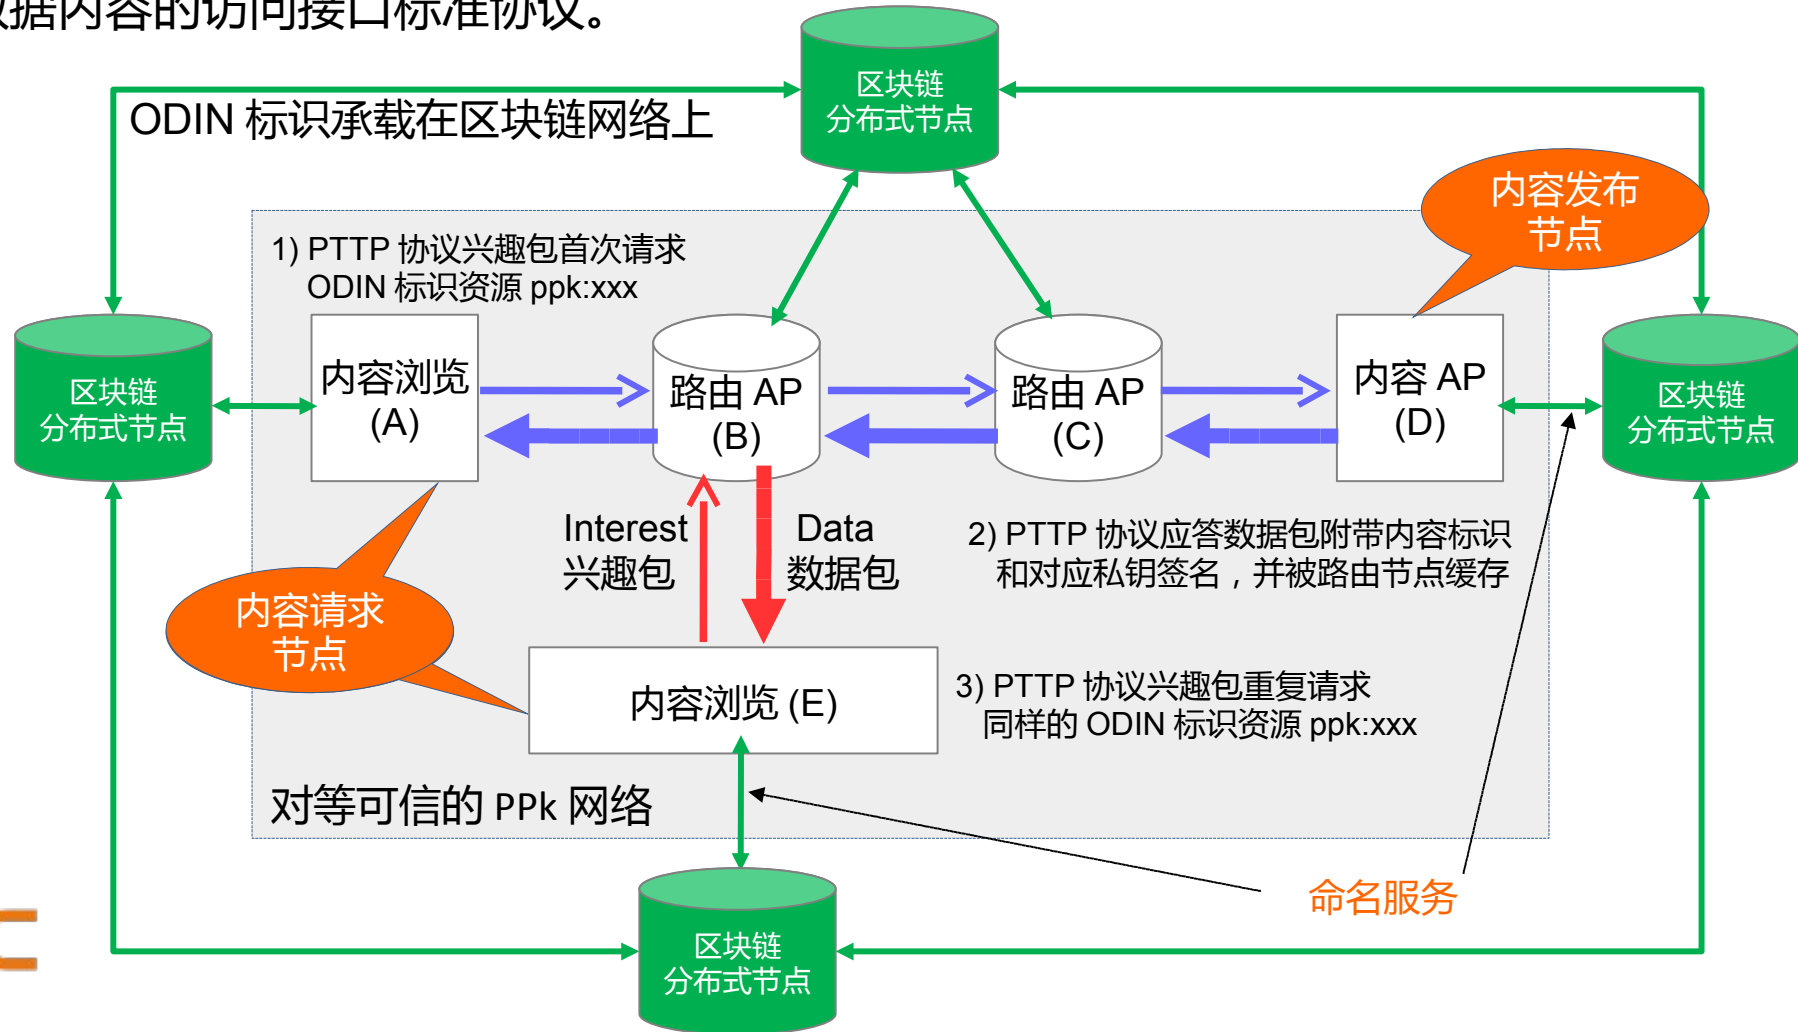 据内容的访问接口标准协议。
区块链
分布式节点
ODIN 标识承载在区块链网络上
内容发布
节点
1) PTTP 协议兴趣包首次请求
ODIN 标识资源 ppk:xxx
区块链
分布式节点
内容浏览
(A)
路由 AP
(B)
路由 AP
(C)
内容 AP
(D)
区块链
分布式节点
Interest
兴趣包
Data
数据包
2) PTTP 协议应答数据包附带内容标识
和对应私钥签名，并被路由节点缓存
内容请求
节点
内容浏览 (E)
3) PTTP 协议兴趣包重复请求
同样的 ODIN 标识资源 ppk:xxx
对等可信的 PPk 网络
命名服务
区块链
分布式节点